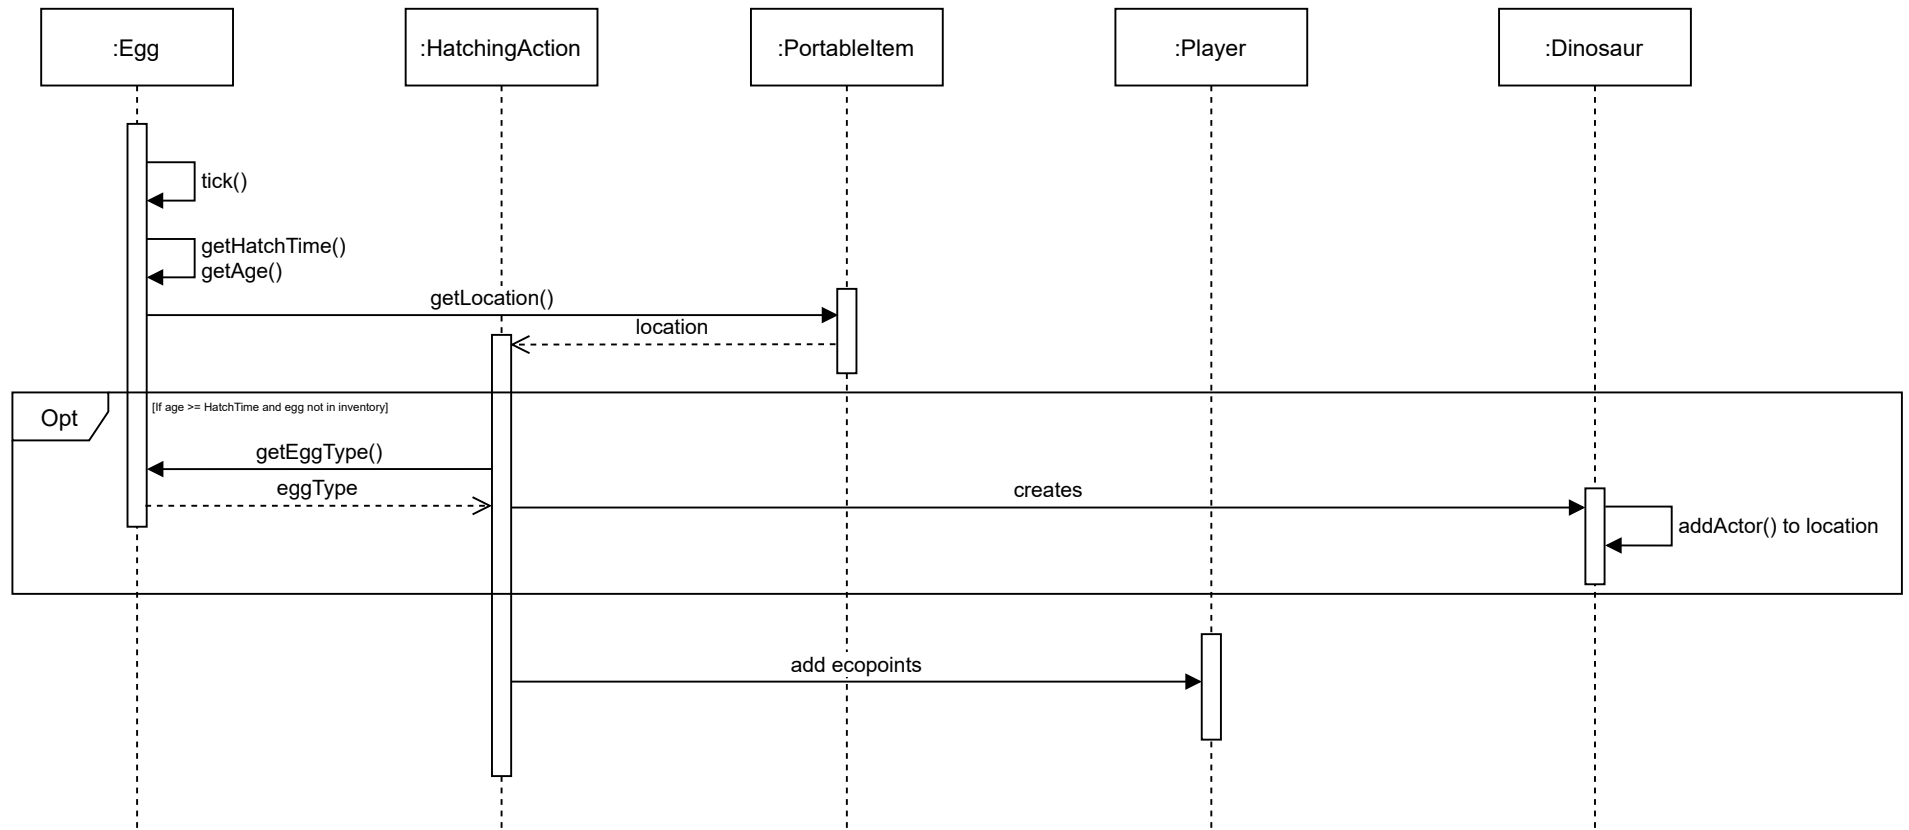 :Egg
:HatchingAction
:PortableItem
:Player
:Dinosaur
tick()
getHatchTime()
getAge()
getLocation()
location
Opt
[If age >= HatchTime and egg not in inventory]
getEggType()
eggType
creates
addActor() to location
add ecopoints